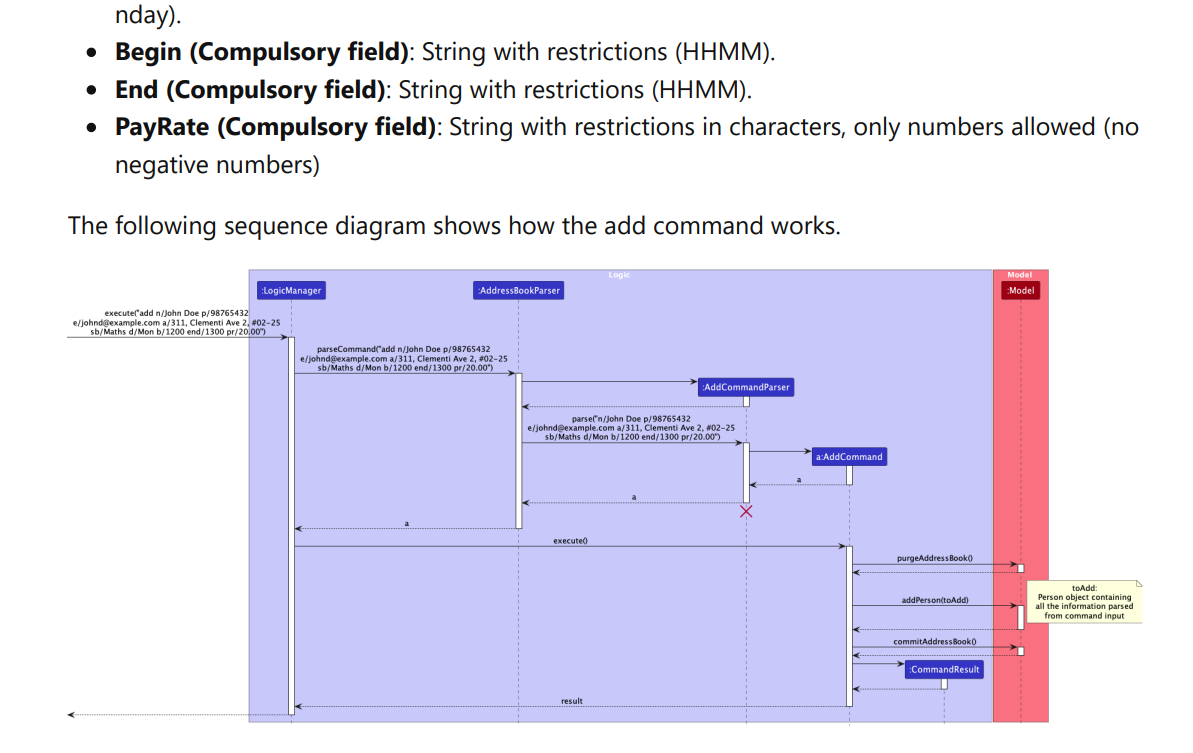 nday).
Begin (Compulsory field): String with restrictions (HHMM).
End (Compulsory field): String with restrictions (HHMM).
PayRate (Compulsory field): String with restrictions in characters, only numbers allowed (no
negative numbers)
The following sequence diagram shows how the add command works.
Logic
Model
:LogicManager
:AddressBookParser
:Model
execute("add n/John Doe p/98765432
e/johnd@example.com a/311, Clementi Ave 2, #02-25
sb/Maths d/Mon b/1200 end/1300 pr/20.00")
parseCommand("add n/John Doe p/98765432
e/johnd@example.com a/311, Clementi Ave 2, #02-25
sb/Maths d/Mon b/1200 end/1300 pr/20.00")
:AddCommandParser
parse("n/John Doe p/98765432
e/johnd@example.com a/311, Clementi Ave 2, #02-25
sb/Maths d/Mon b/1200 end/1300 pr/20.00")
a:AddCommand
a
a
a
execute()
purgeAddressBook()
toAdd:
Person object containing
all the information parsed
from command input
addPerson(toAdd)
commitAddressBook()
:CommandResult
result